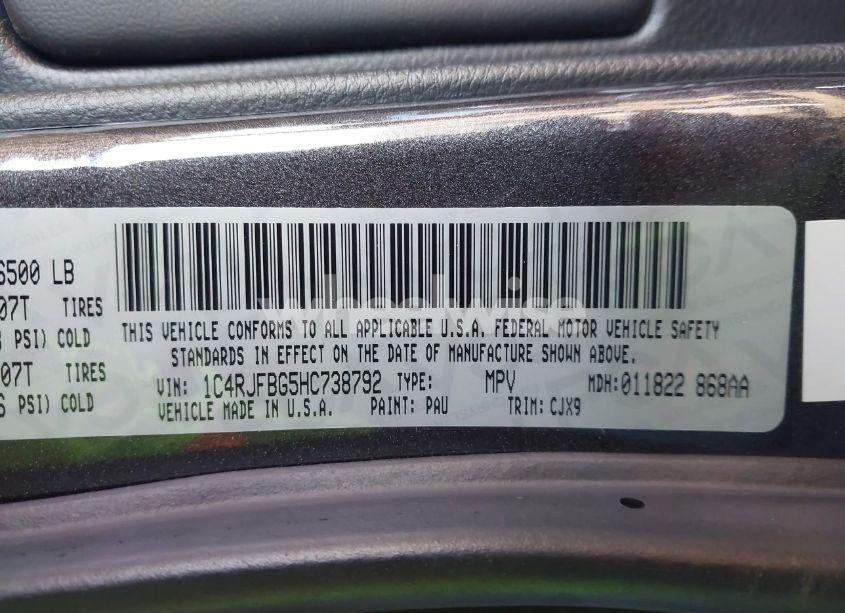 6500 LB
07T TIRES
PSI) COLD
THIS VEHICLE CONFORMS TO ALL APPLICABLE U.S.A. FEDERAL MOTOR VEHICLE SAFETY
STANDARDS IN EFFECT ON THE DATE OF MANUFACTURE SHOWN ABOVE.
07T TIRES
VIN: 1C4RJFBG5HC738792 TYPE: MPV MDH:011822 868AA
PSI) COLD
VEHICLE MADE IN U.S.A. PAINT: PAU TRIM: CJX9
wheelwise